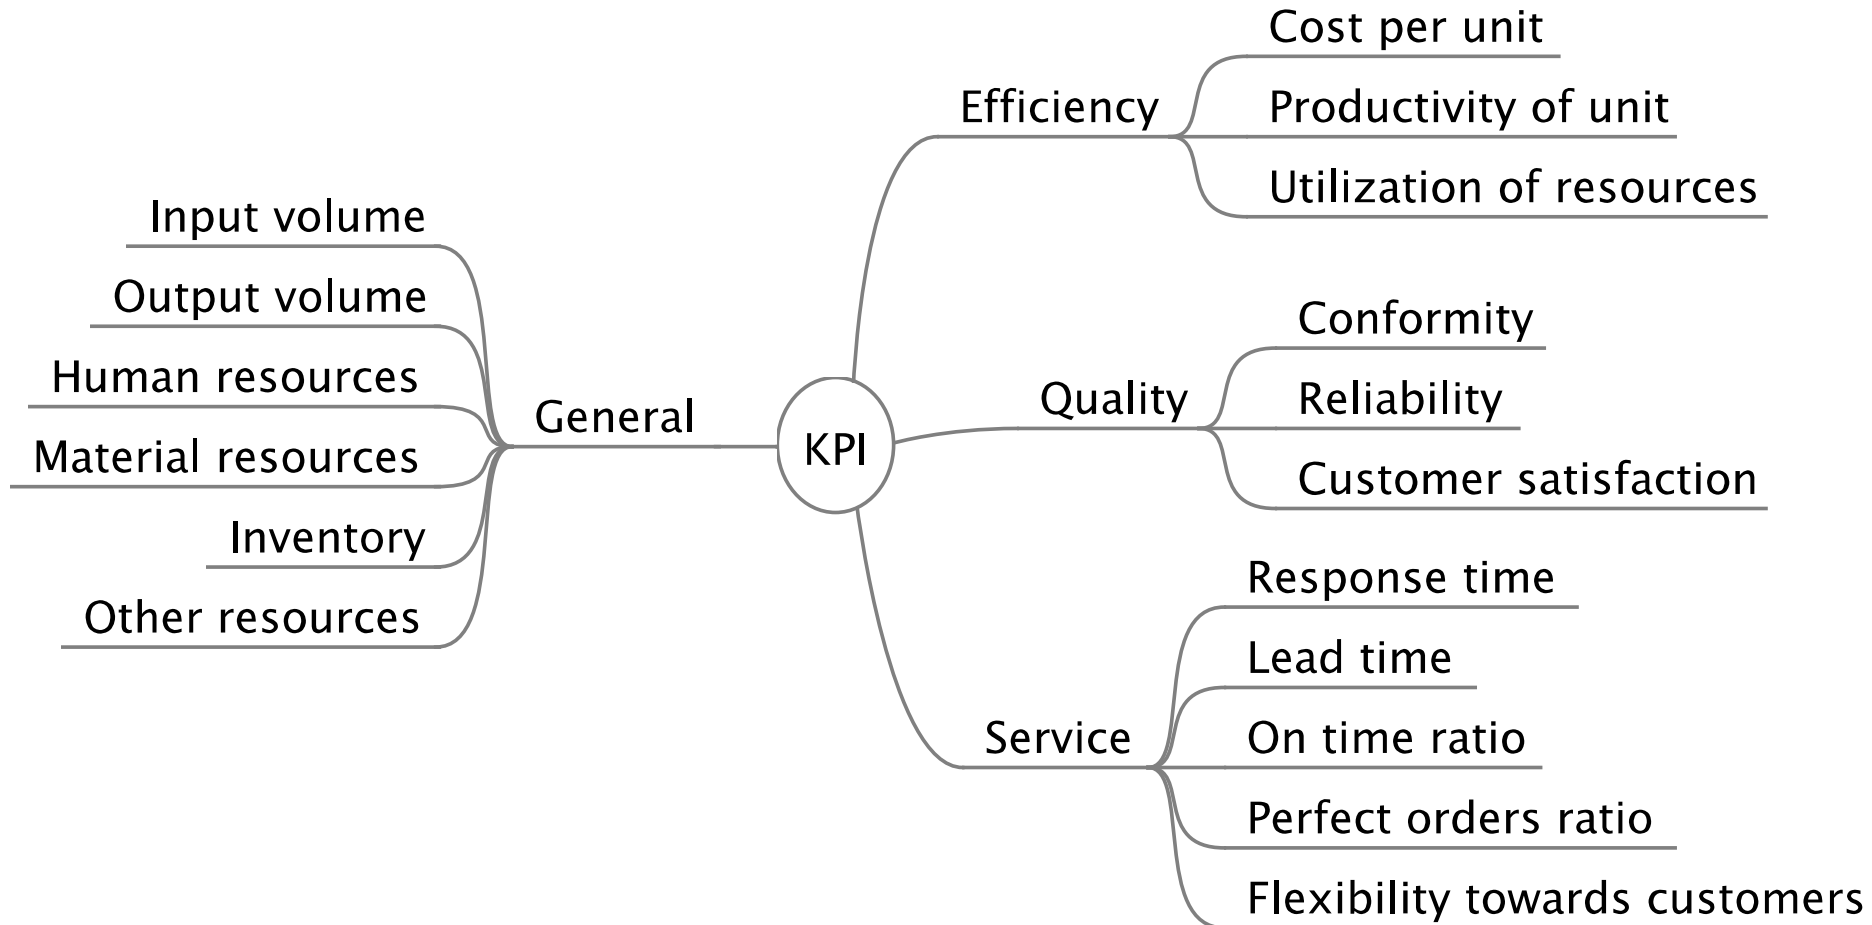 Cost per unit
Efficiency
Productivity of unit
Utilization of resources
Input volume
Output volume
Human resources
Material resources
Inventory
Other resources
General
KPI
Conformity
Quality
Reliability
Customer satisfaction
Response time
Lead time
Service
On time ratio
Perfect orders ratio
Flexibility towards customers